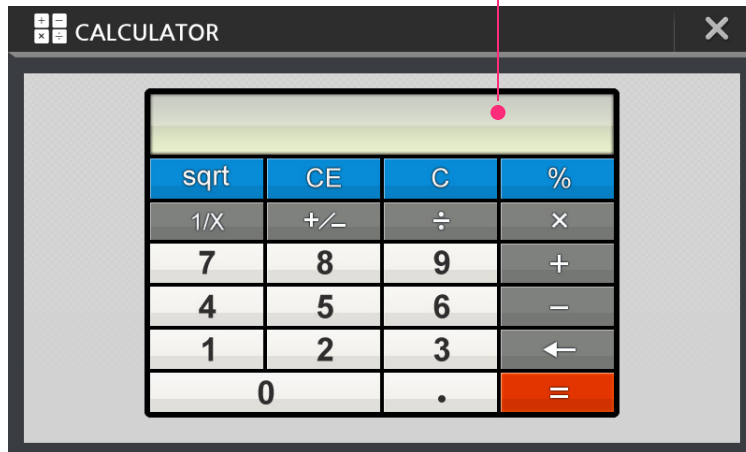 CALCULATOR
sqrt CE C %
1/X +/− ÷ ×
7 8 9 +
4 5 6 −
1 2 3 ←
0 . =